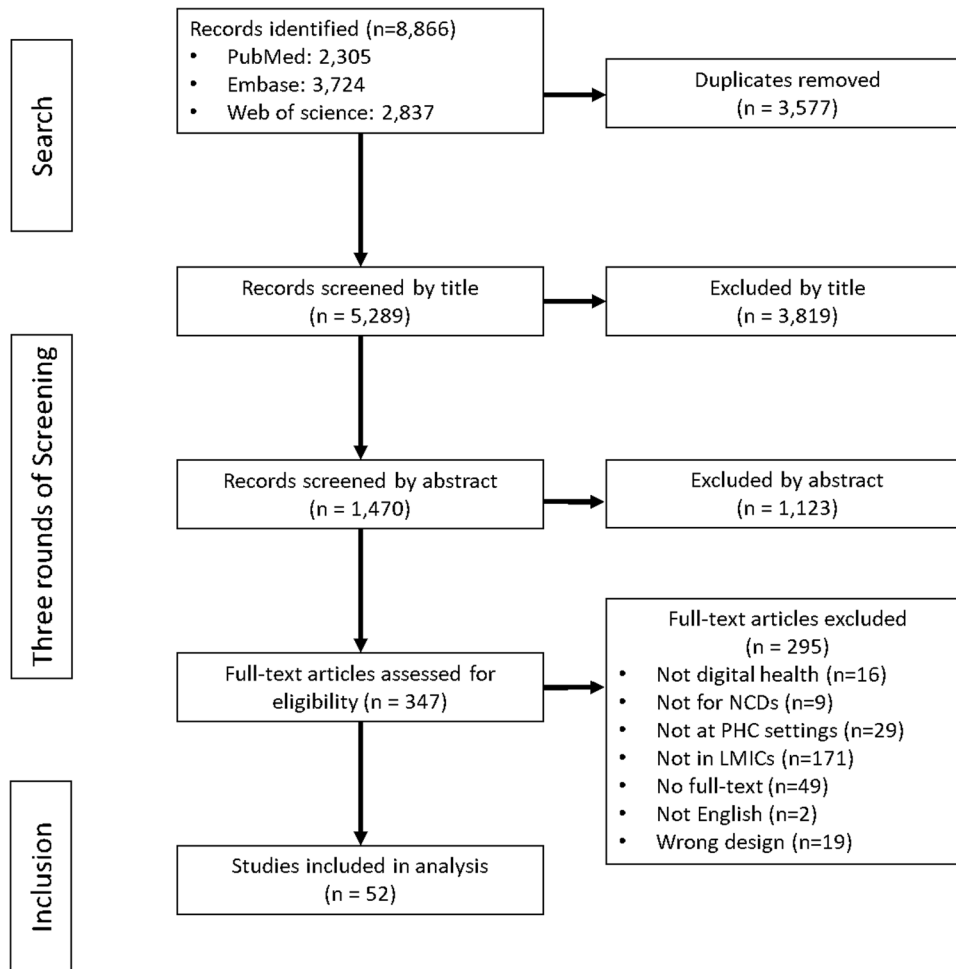 Search
Records identified (n=8,866)
• PubMed: 2,305
• Embase: 3,724
• Web of science: 2,837
Duplicates removed
(n = 3,577)
Three rounds of Screening
Records screened by title
(n = 5,289)
Excluded by title
(n = 3,819)
Records screened by abstract
(n = 1,470)
Excluded by abstract
(n = 1,123)
Full-text articles assessed for
eligibility (n = 347)
Full-text articles excluded
(n = 295)
• Not digital health (n=16)
• Not for NCDs (n=9)
• Not at PHC settings (n=29)
• Not in LMICs (n=171)
• No full-text (n=49)
• Not English (n=2)
• Wrong design (n=19)
Inclusion
Studies included in analysis
(n = 52)